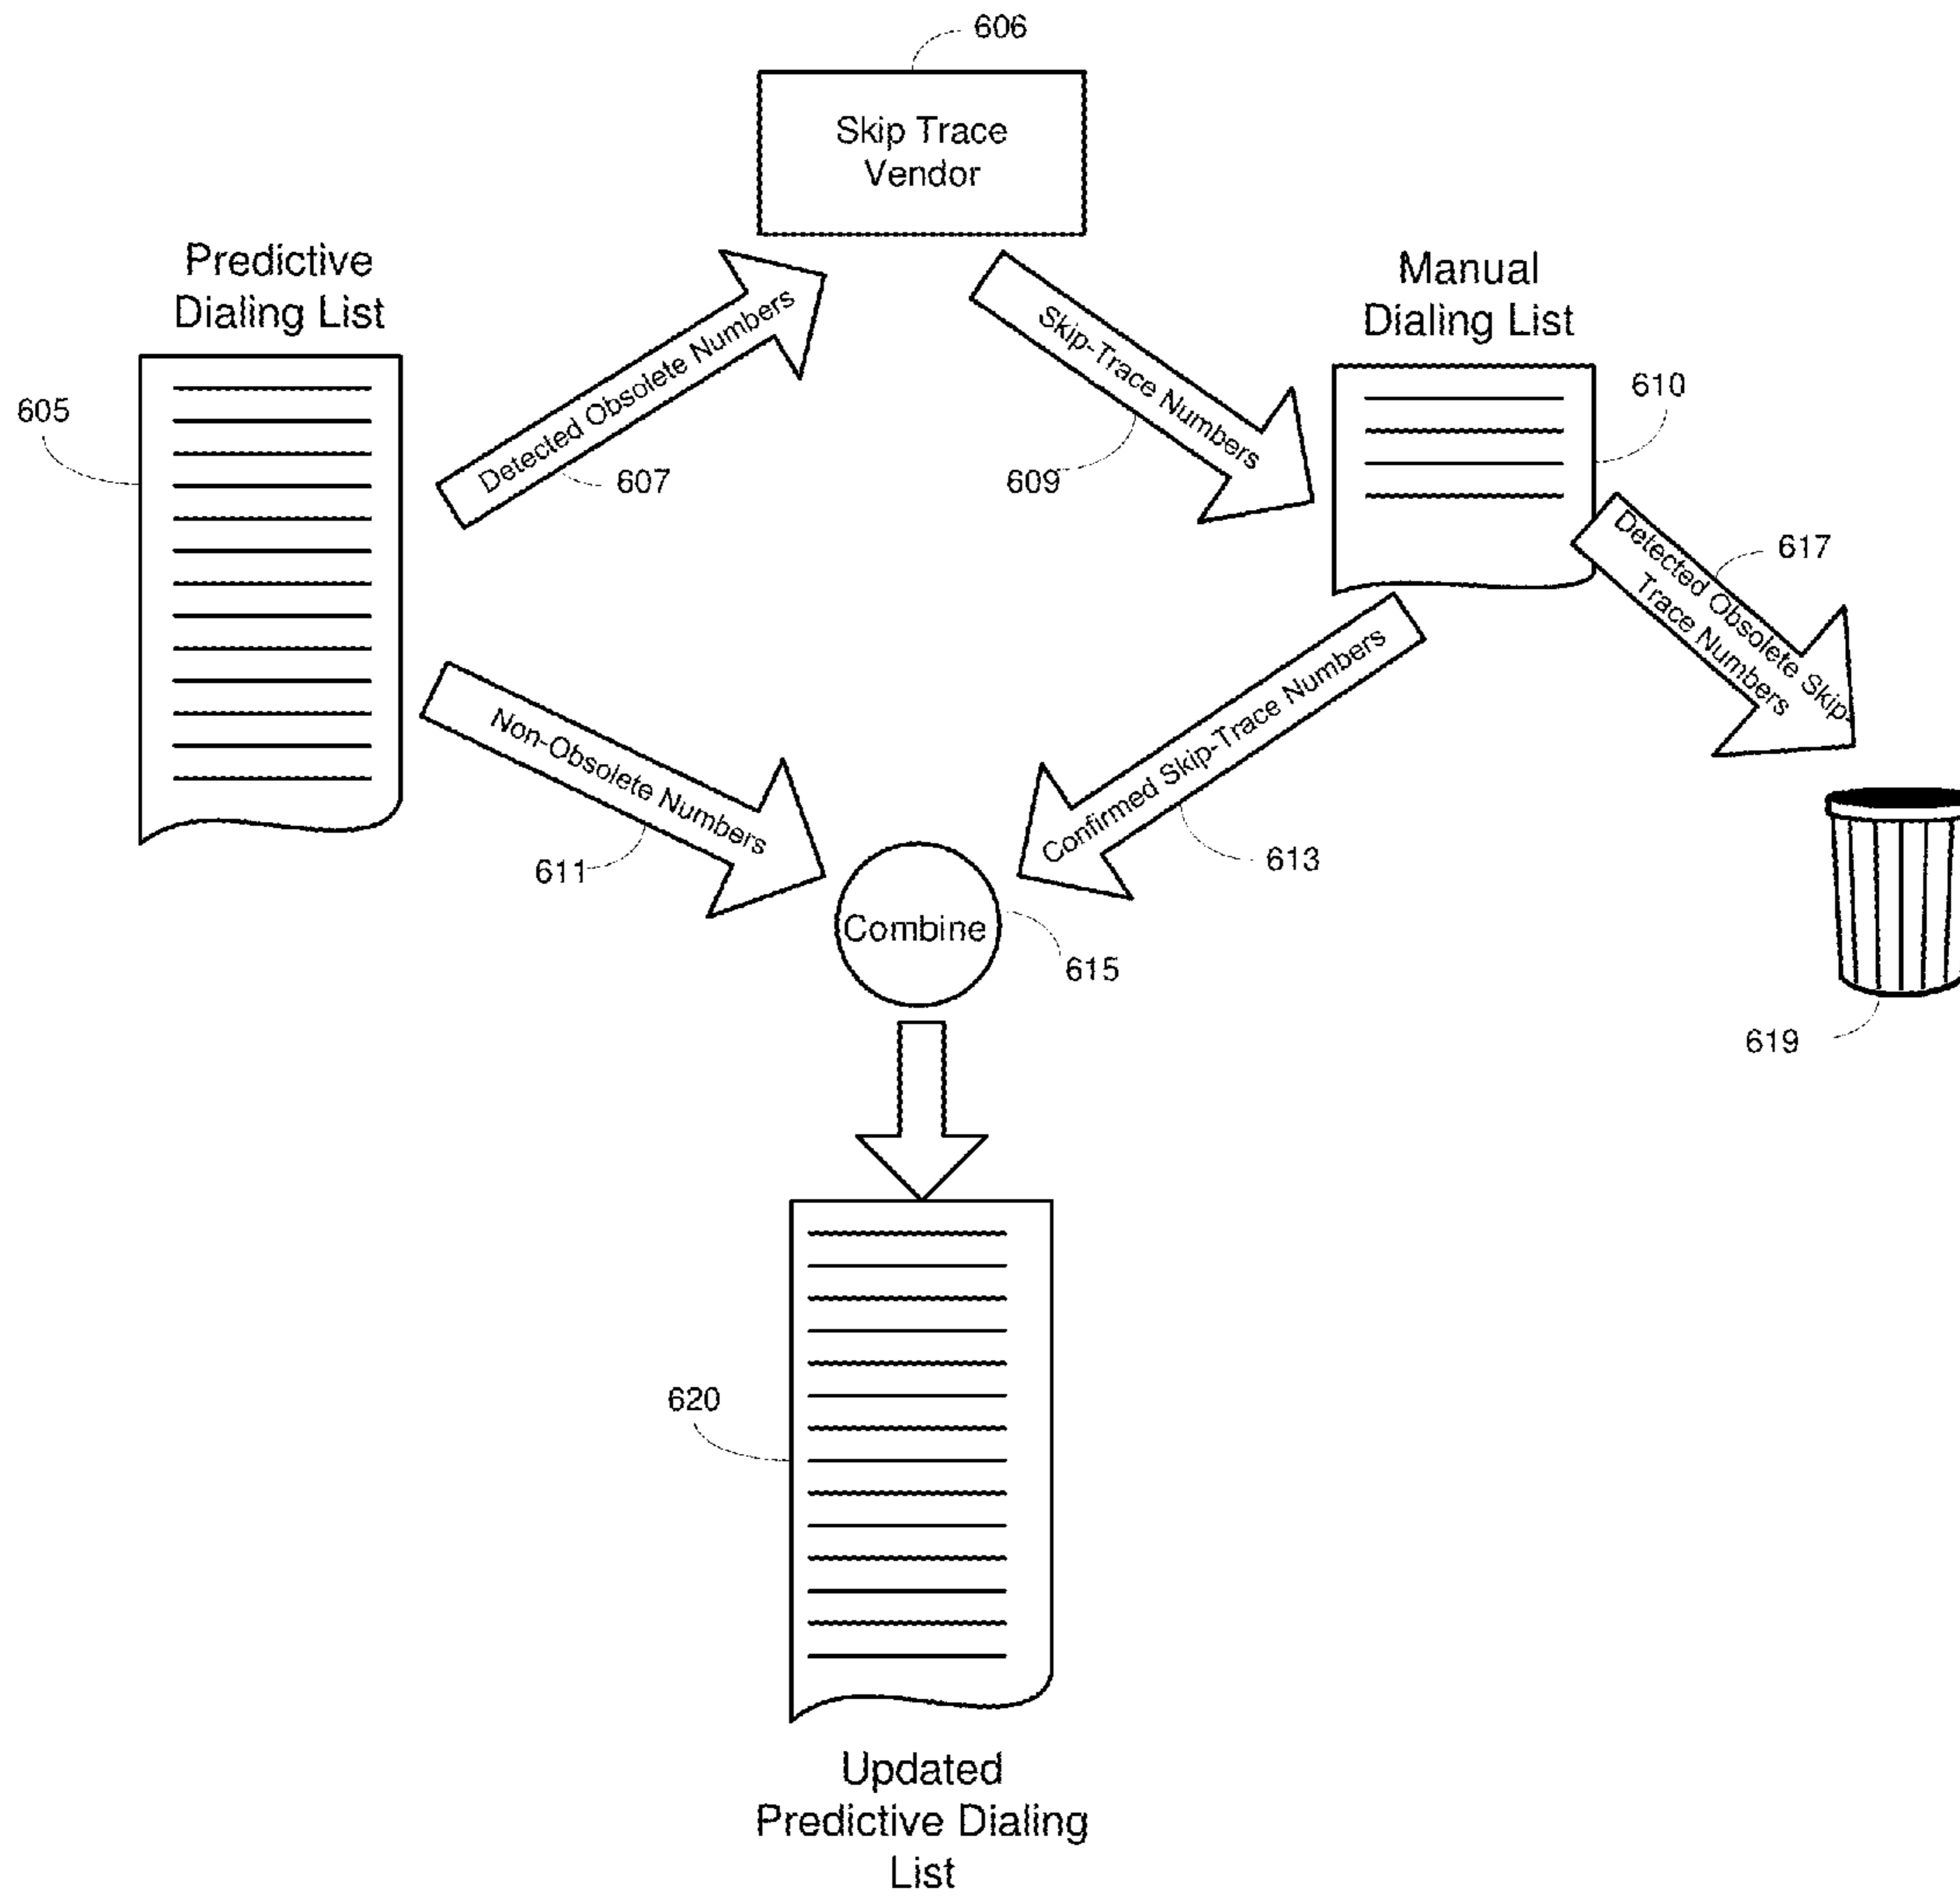 606
Skip Trace
Vendor
Predictive
Dialing List
Manual
Dialing List
605
Detected Obsolete Numbers
607
Skip-Trace Numbers
609
610
Detected Obsolete Skip-
Trace Numbers
617
Non-Obsolete Numbers
611
Confirmed Skip-Trace Numbers
613
Combine
615
619
620
Updated
Predictive Dialing
List